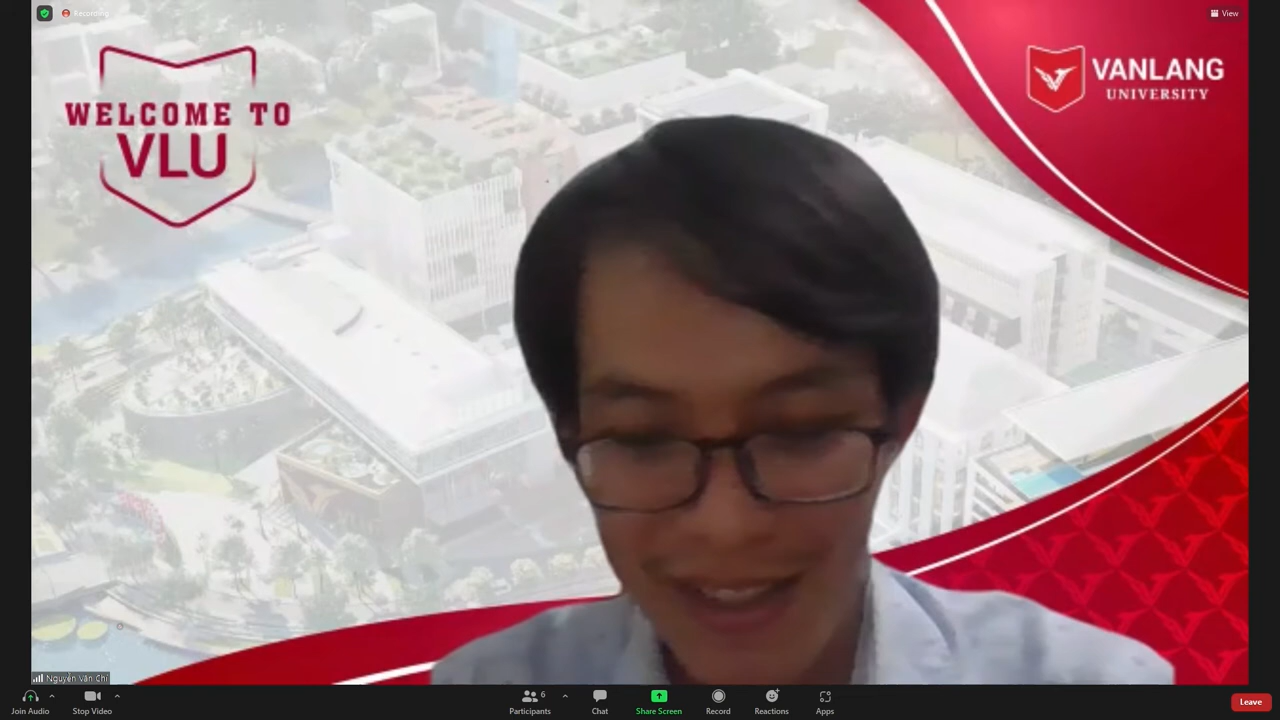 Recording
View
WELCOME TO
VLU
VANLANG
UNIVERSITY
Nguyễn Văn Chí
Join Audio
Stop Video
Participants
6
Chat
Share Screen
Record
Reactions
Apps
Leave